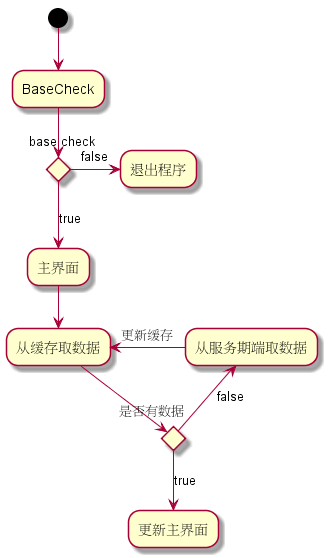 BaseCheck
base check
false
退出程序
true
主界面
更新缓存
从缓存取数据
从服务期端取数据
是否有数据
false
true
更新主界面